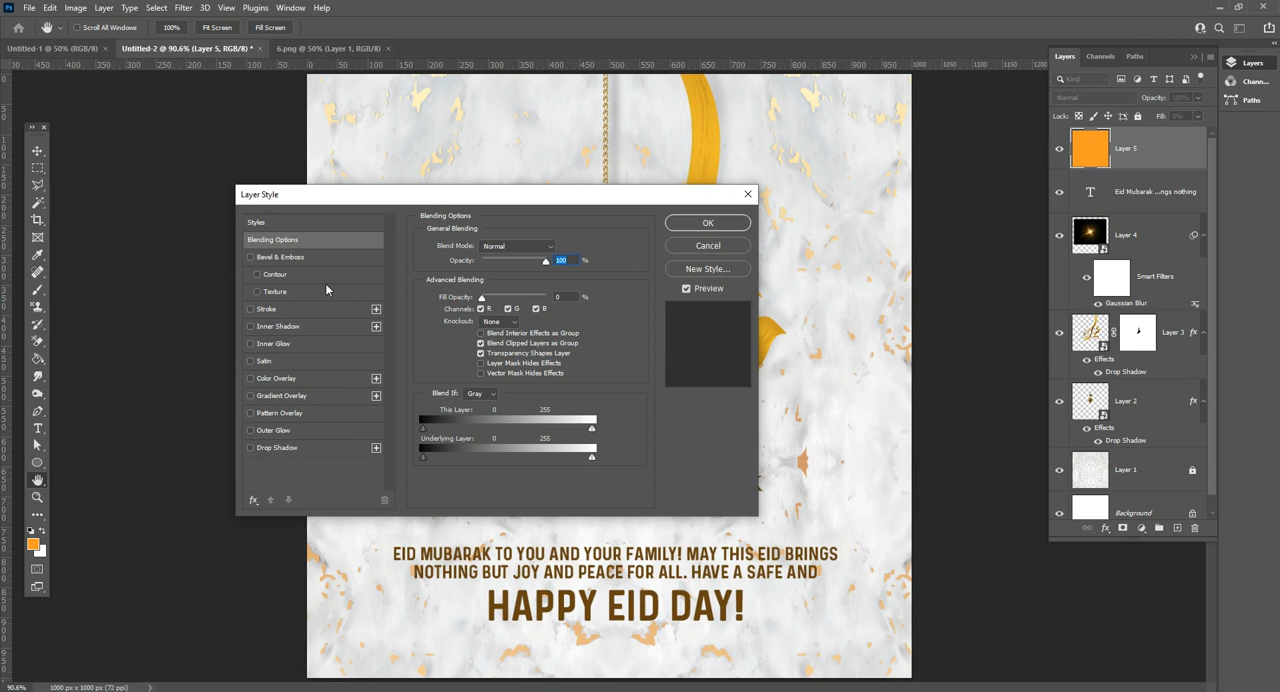 Ps File Edit Image Layer Type Select Filter 3D View Plugins Window Help
Scroll All Windows 100% Fit Screen Fill Screen
Untitled-1 @ 50% (RGB/8) × Untitled-2 @ 90.6% (Layer 5, RGB/8) * × 6.png @ 50% (Layer 1, RGB/8) ×
Layer Style
Styles
Blending Options
Bevel & Emboss
Contour
Texture
Stroke
Inner Shadow
Inner Glow
Satin
Color Overlay
Gradient Overlay
Pattern Overlay
Outer Glow
Drop Shadow
fx
Blending Options
General Blending
Blend Mode: Normal
Opacity: 100 %
Advanced Blending
Fill Opacity: 0 %
Channels: R G B
Knockout: None
Blend Interior Effects as Group
Blend Clipped Layers as Group
Transparency Shapes Layer
Layer Mask Hides Effects
Vector Mask Hides Effects
Blend If: Gray
This Layer: 0 255
Underlying Layer: 0 255
OK
Cancel
New Style...
Preview
EID MUBARAK TO YOU AND YOUR FAMILY! MAY THIS EID BRINGS
NOTHING BUT JOY AND PEACE FOR ALL. HAVE A SAFE AND
HAPPY EID DAY!
Layers Channels Paths
Kind
Normal Opacity: 100%
Lock: Fill: 0%
Layer 5
T Eid Mubarak ...ngs nothing
Layer 4
Smart Filters
Gaussian Blur
Layer 3 fx
Effects
Drop Shadow
Layer 2 fx
Effects
Drop Shadow
Layer 1
Background
Layers
Chann...
Paths
90.6% 1000 px x 1000 px (72 ppi)